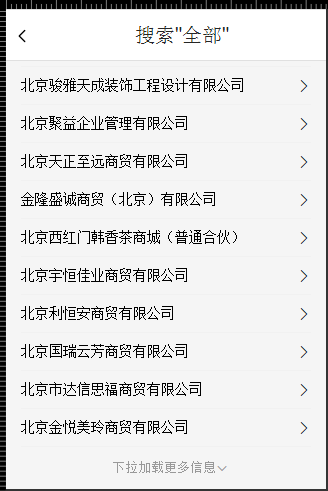 搜索"全部"
北京骏雅天成装饰工程设计有限公司
北京聚益企业管理有限公司
北京天正至远商贸有限公司
金隆盛诚商贸（北京）有限公司
北京西红门韩香茶商城（普通合伙）
北京宇恒佳业商贸有限公司
北京利恒安商贸有限公司
北京国瑞云芳商贸有限公司
北京市达信思福商贸有限公司
北京金悦美玲商贸有限公司
下拉加载更多信息